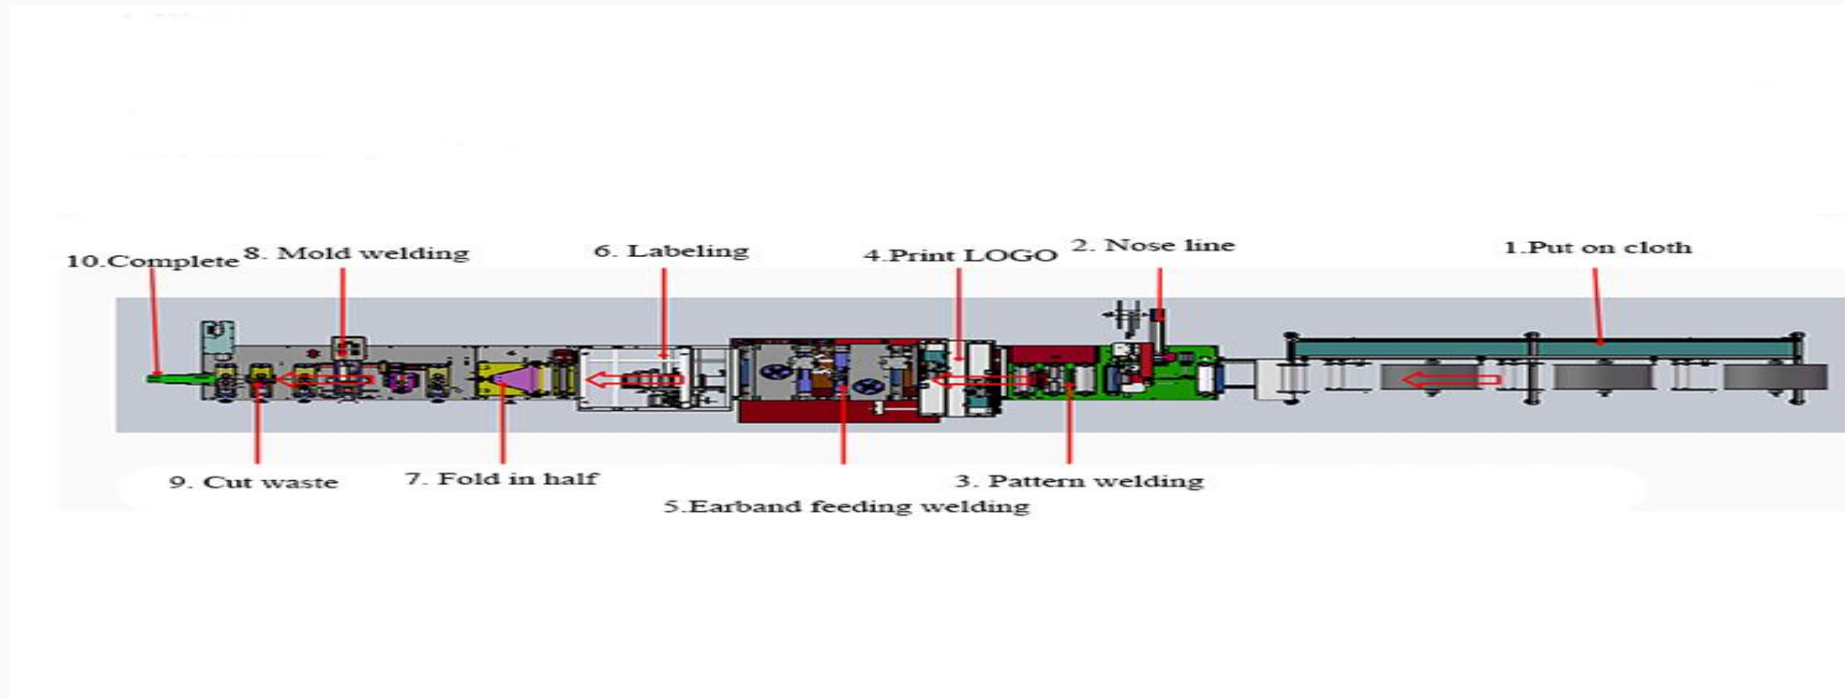 10.Complete
8. Mold welding
6. Labeling
4.Print LOGO
2. Nose line
1.Put on cloth
9. Cut waste
7. Fold in half
5.Earband feeding welding
3. Pattern welding